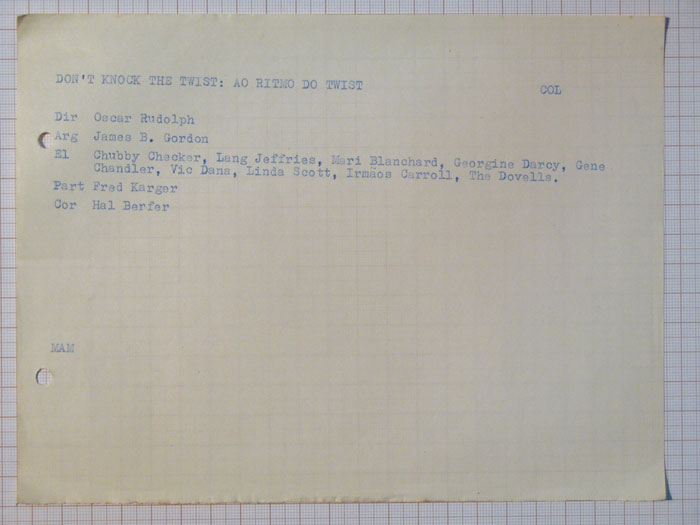 DON'T KNOCK THE TWIST: AO RITMO DO TWIST COL
Dir Oscar Rudolph
Arg James B. Gordon
El Chubby Checker, Lang Jeffries, Mari Blanchard, Georgine Darcy, Gene
Chandler, Vic Dana, Linda Scott, Irmãos Carroll, The Dovells.
Part Fred Karger
Cor Hal Berfer
MAM